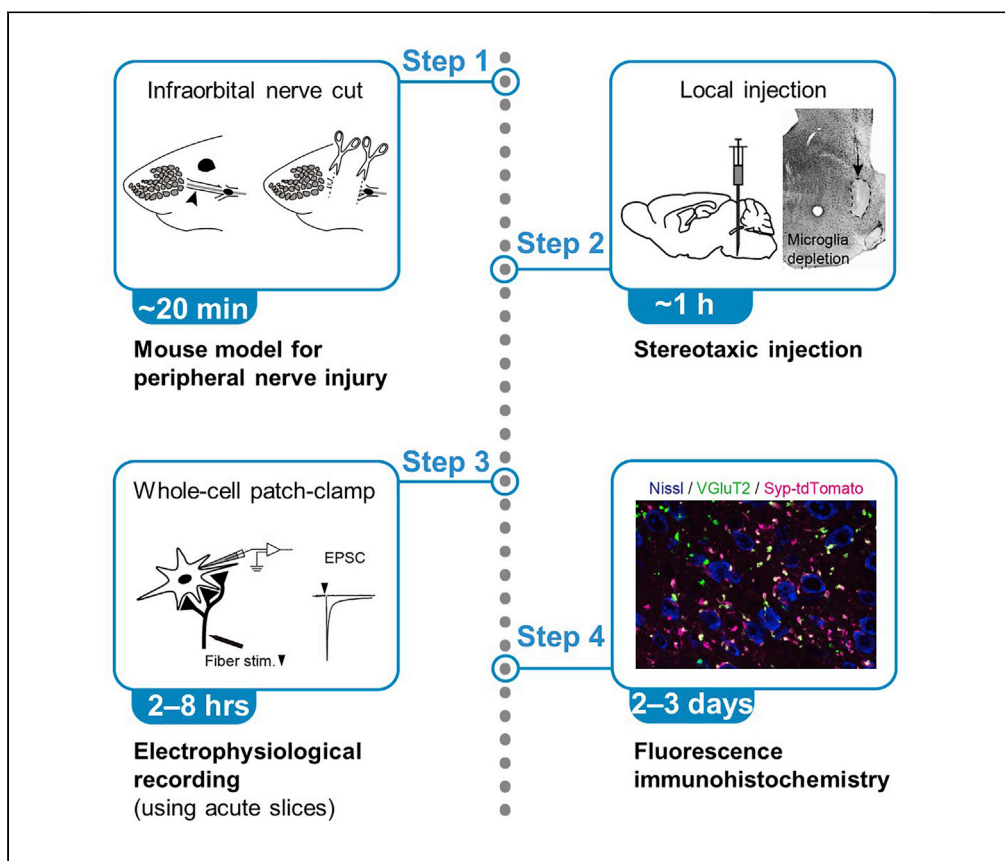 Step 1
Infraorbital nerve cut
~20 min
Mouse model for
peripheral nerve injury
Step 2
Local injection
Microglia
depletion
~1 h
Stereotaxic injection
Step 3
Whole-cell patch-clamp
EPSC
Fiber stim.
2–8 hrs
Electrophysiological
recording
(using acute slices)
Step 4
Nissl / VGluT2 / Syp-tdTomato
2–3 days
Fluorescence
immunohistochemistry